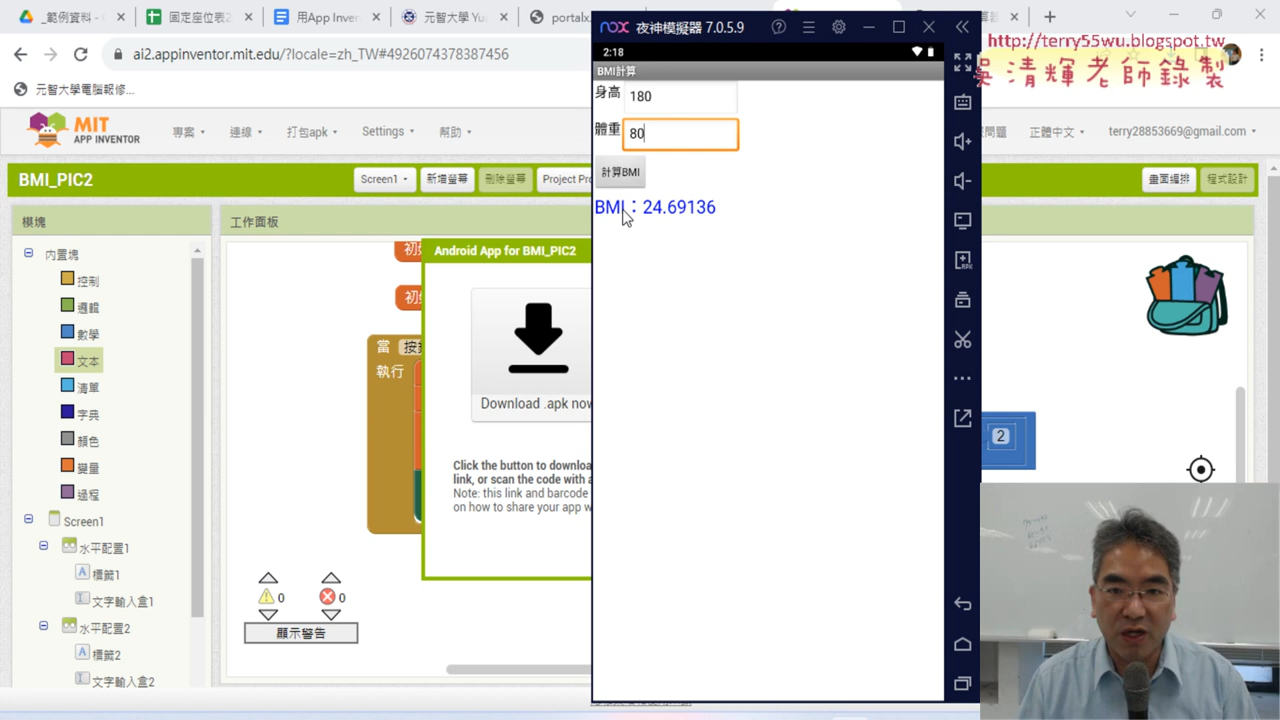 _範例資料 - G
固定座位表2
用App Inven
元智大學 Yu
portalx.
夜神模擬器 7.0.5.9
http://terry55wu.blogspot.tw
吳清輝老師錄製
ai2.appinventor.mit.edu/?locale=zh_TW#4926074378387456
元智大學電腦報修...
2:18
BMI計算
身高 180
體重 80
計算BMI
BMI：24.69136
MIT
APP INVENTOR
專案
連線
打包apk
Settings
幫助
問題
正體中文
terry28853669@gmail.com
BMI_PIC2
Screen1
新增螢幕
刪除螢幕
Project Pro
畫面編排
程式設計
模塊
工作面板
內置塊
控制
邏輯
數學
文本
清單
字典
顏色
變量
過程
Screen1
水平配置1
標籤1
文字輸入盒1
水平配置2
標籤2
文字輸入盒2
初
初
當
執行
Android App for BMI_PIC2
Download .apk now
Click the button to download
link, or scan the code with a
Note: this link and barcode
on how to share your app w
2
0
0
顯示警告